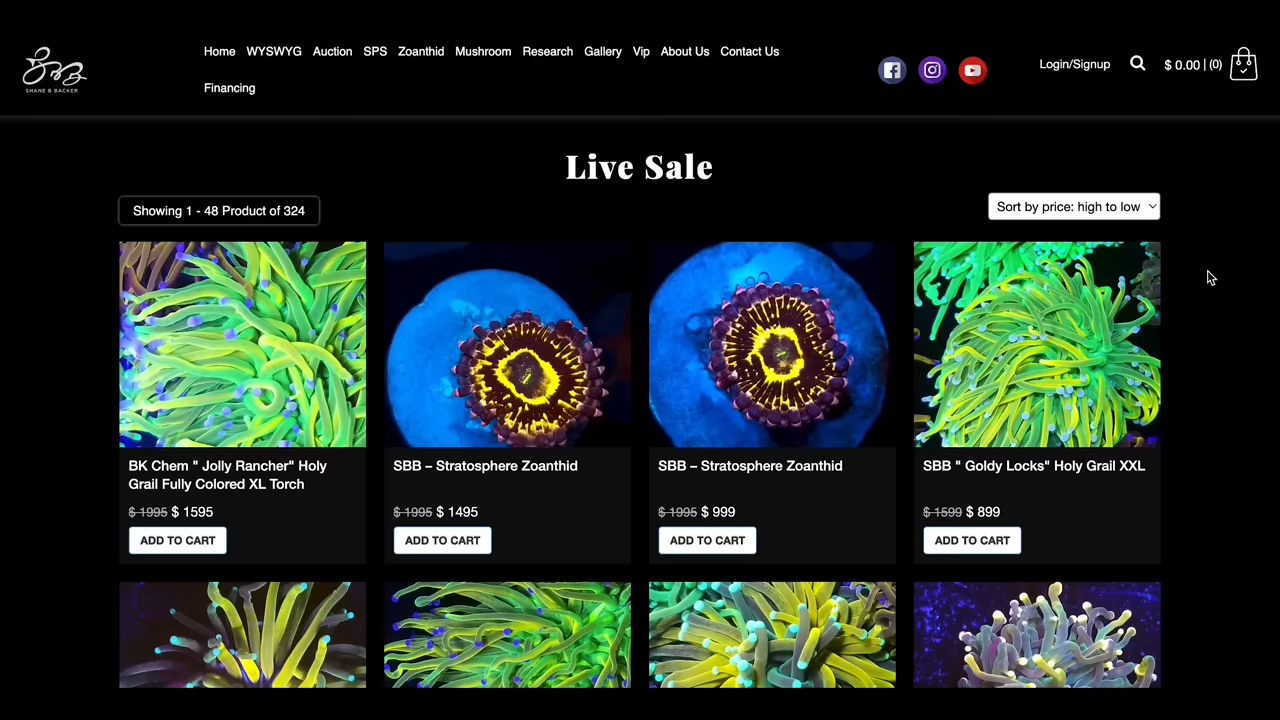 Home WYSWYG Auction SPS Zoanthid Mushroom Research Gallery Vip About Us Contact Us
Financing
SBB
SHANE B BACKER
Login/Signup
$ 0.00 | (0)
Live Sale
Showing 1 - 48 Product of 324
Sort by price: high to low
BK Chem " Jolly Rancher" Holy
Grail Fully Colored XL Torch
$ 1995 $ 1595
ADD TO CART
SBB – Stratosphere Zoanthid
$ 1995 $ 1495
ADD TO CART
SBB – Stratosphere Zoanthid
$ 1995 $ 999
ADD TO CART
SBB " Goldy Locks" Holy Grail XXL
$ 1599 $ 899
ADD TO CART